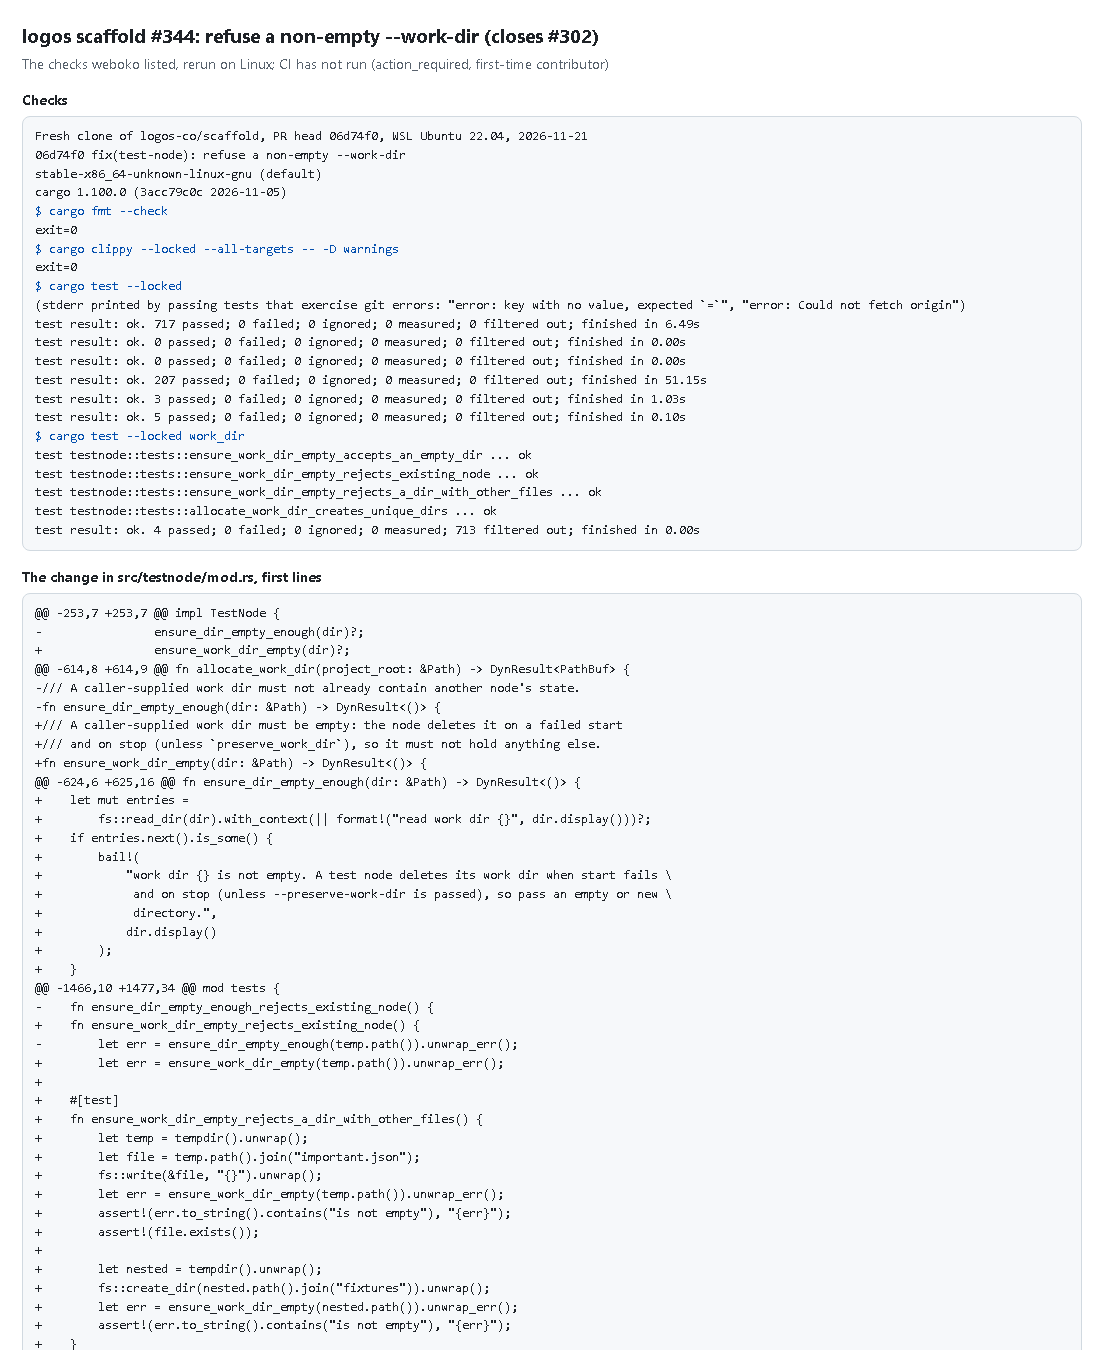 logos scaffold #344: refuse a non-empty --work-dir (closes #302)
The checks weboko listed, rerun on Linux; CI has not run (action_required, first-time contributor)
Checks
Fresh clone of logos-co/scaffold, PR head 06d74f0, WSL Ubuntu 22.04, 2026-11-21
06d74f0 fix(test-node): refuse a non-empty --work-dir
stable-x86_64-unknown-linux-gnu (default)
cargo 1.100.0 (3acc79c0c 2026-11-05)
$ cargo fmt --check
exit=0
$ cargo clippy --locked --all-targets -- -D warnings
exit=0
$ cargo test --locked
(stderr printed by passing tests that exercise git errors: "error: key with no value, expected `=`", "error: Could not fetch origin")
test result: ok. 717 passed; 0 failed; 0 ignored; 0 measured; 0 filtered out; finished in 6.49s
test result: ok. 0 passed; 0 failed; 0 ignored; 0 measured; 0 filtered out; finished in 0.00s
test result: ok. 0 passed; 0 failed; 0 ignored; 0 measured; 0 filtered out; finished in 0.00s
test result: ok. 207 passed; 0 failed; 0 ignored; 0 measured; 0 filtered out; finished in 51.15s
test result: ok. 3 passed; 0 failed; 0 ignored; 0 measured; 0 filtered out; finished in 1.03s
test result: ok. 5 passed; 0 failed; 0 ignored; 0 measured; 0 filtered out; finished in 0.10s
$ cargo test --locked work_dir
test testnode::tests::ensure_work_dir_empty_accepts_an_empty_dir ... ok
test testnode::tests::ensure_work_dir_empty_rejects_existing_node ... ok
test testnode::tests::ensure_work_dir_empty_rejects_a_dir_with_other_files ... ok
test testnode::tests::allocate_work_dir_creates_unique_dirs ... ok
test result: ok. 4 passed; 0 failed; 0 ignored; 0 measured; 713 filtered out; finished in 0.00s
The change in src/testnode/mod.rs, first lines
@@ -253,7 +253,7 @@ impl TestNode {
-                ensure_dir_empty_enough(dir)?;
+                ensure_work_dir_empty(dir)?;
@@ -614,8 +614,9 @@ fn allocate_work_dir(project_root: &Path) -> DynResult<PathBuf> {
-/// A caller-supplied work dir must not already contain another node's state.
-fn ensure_dir_empty_enough(dir: &Path) -> DynResult<()> {
+/// A caller-supplied work dir must be empty: the node deletes it on a failed start
+/// and on stop (unless `preserve_work_dir`), so it must not hold anything else.
+fn ensure_work_dir_empty(dir: &Path) -> DynResult<()> {
@@ -624,6 +625,16 @@ fn ensure_dir_empty_enough(dir: &Path) -> DynResult<()> {
+    let mut entries =
+        fs::read_dir(dir).with_context(|| format!("read work dir {}", dir.display()))?;
+    if entries.next().is_some() {
+        bail!(
+            "work dir {} is not empty. A test node deletes its work dir when start fails \
+             and on stop (unless --preserve-work-dir is passed), so pass an empty or new \
+             directory.",
+            dir.display()
+        );
+    }
@@ -1466,10 +1477,34 @@ mod tests {
-    fn ensure_dir_empty_enough_rejects_existing_node() {
+    fn ensure_work_dir_empty_rejects_existing_node() {
-        let err = ensure_dir_empty_enough(temp.path()).unwrap_err();
+        let err = ensure_work_dir_empty(temp.path()).unwrap_err();
+
+    #[test]
+    fn ensure_work_dir_empty_rejects_a_dir_with_other_files() {
+        let temp = tempdir().unwrap();
+        let file = temp.path().join("important.json");
+        fs::write(&file, "{}").unwrap();
+        let err = ensure_work_dir_empty(temp.path()).unwrap_err();
+        assert!(err.to_string().contains("is not empty"), "{err}");
+        assert!(file.exists());
+
+        let nested = tempdir().unwrap();
+        fs::create_dir(nested.path().join("fixtures")).unwrap();
+        let err = ensure_work_dir_empty(nested.path()).unwrap_err();
+        assert!(err.to_string().contains("is not empty"), "{err}");
+    }